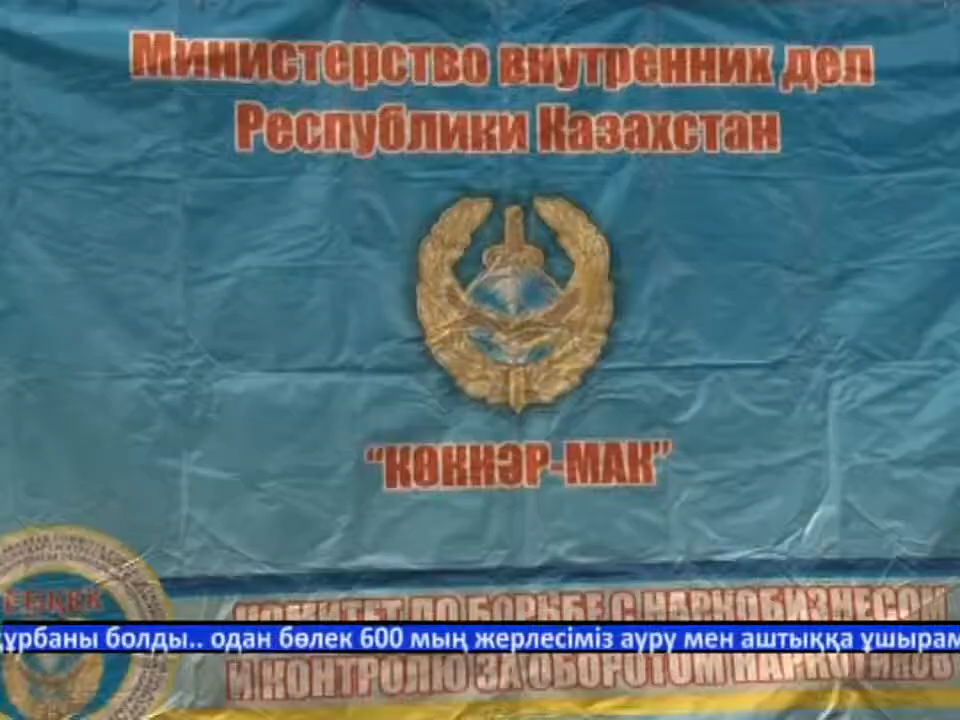 Министерство внутренних дел
Республики Казахстан
“КӨКНӘР-МАК”
КОМИТЕТ ПО БОРЬБЕ С НАРКОБИЗНЕСОМ
құрбаны болды.. одан бөлек 600 мың жерлесіміз ауру мен аштыққа ұшырам
И КОНТРОЛЮ ЗА ОБОРОТОМ НАРКОТИКОВ